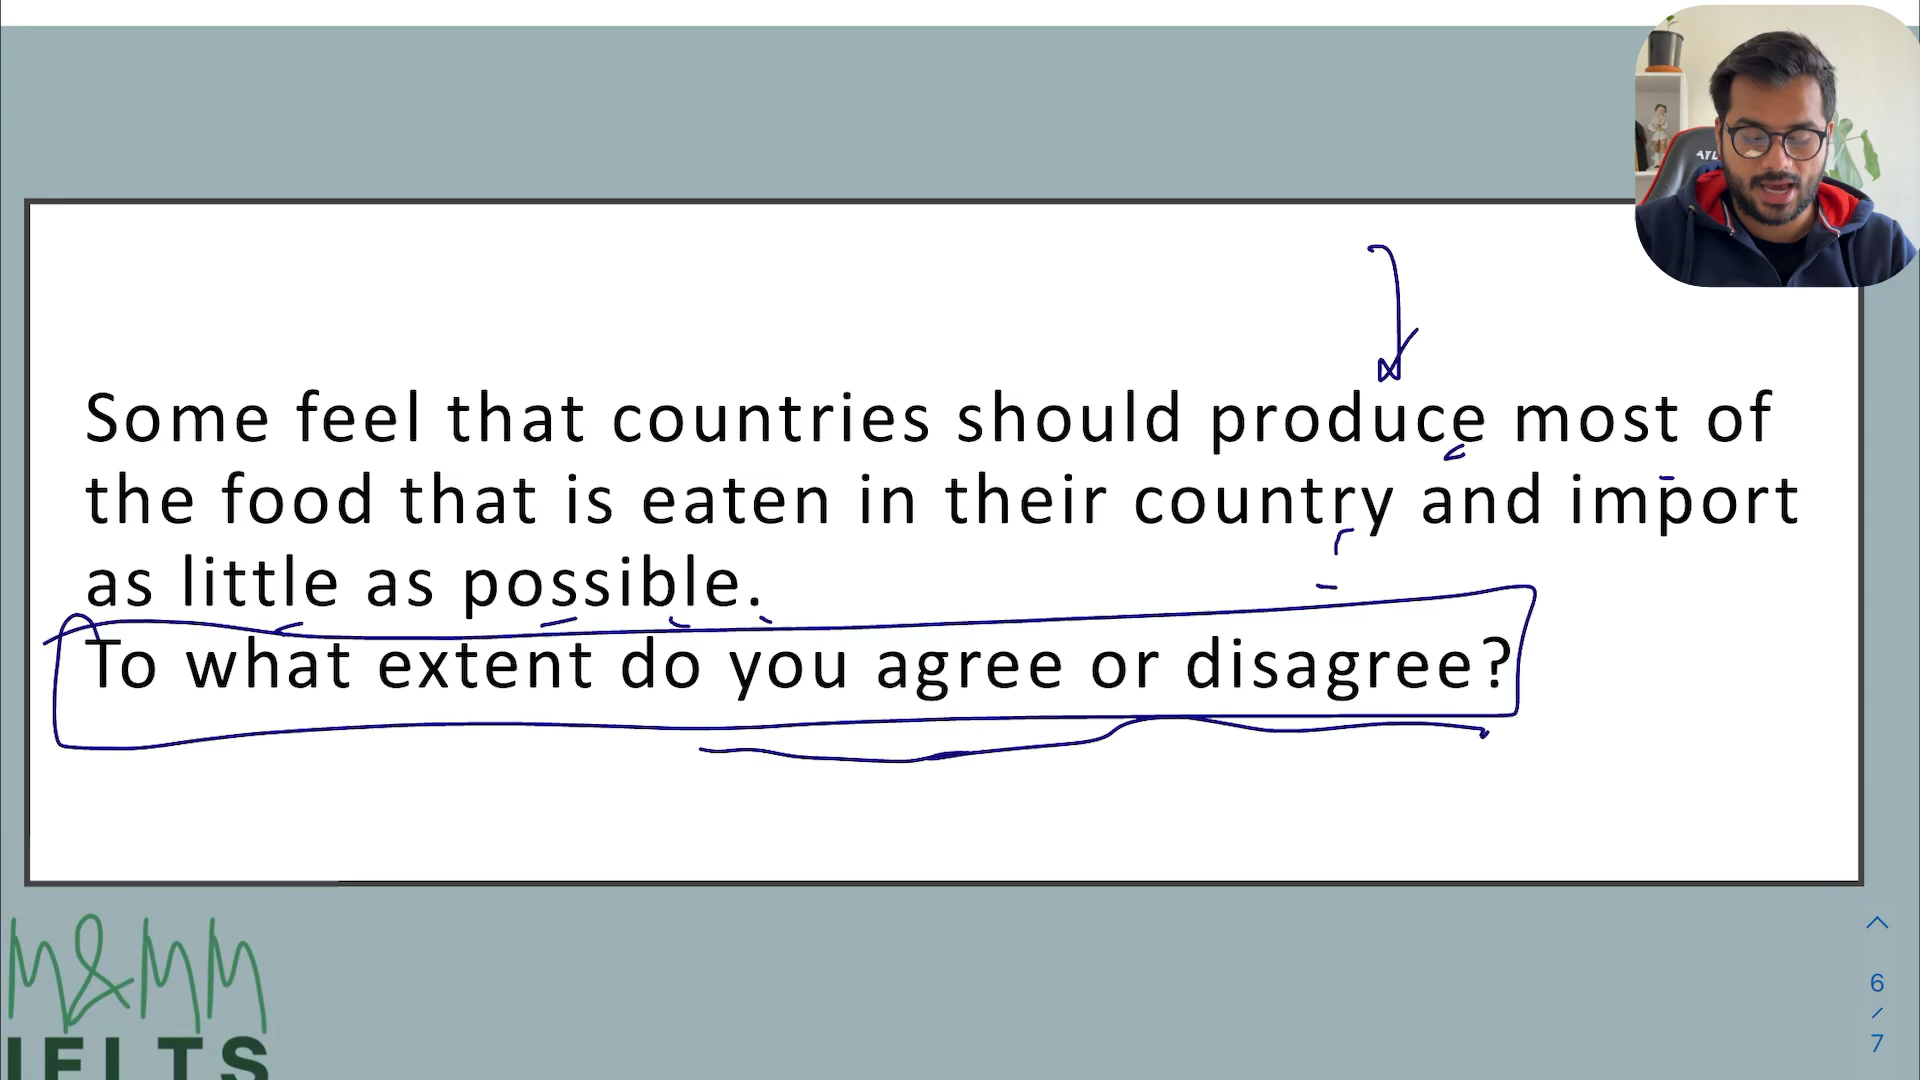 Some feel that countries should produce most of
the food that is eaten in their country and import
as little as possible.
To what extent do you agree or disagree?
M&MM
IELTS
6
/
7